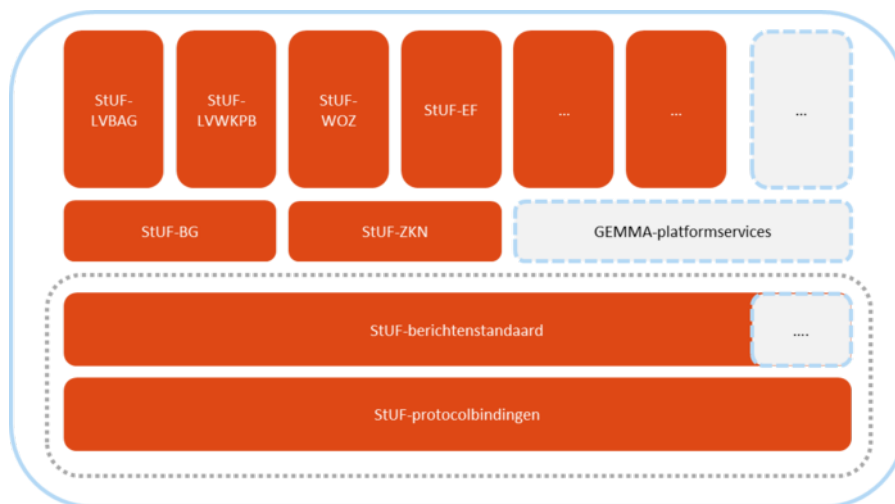 StUF-
LVBAG
StUF-
LVWKPB
StUF-
WOZ
StUF-EF
...
...
...
StUF-BG
StUF-ZKN
GEMMA-platformservices
StUF-berichtenstandaard
....
StUF-protocolbindingen